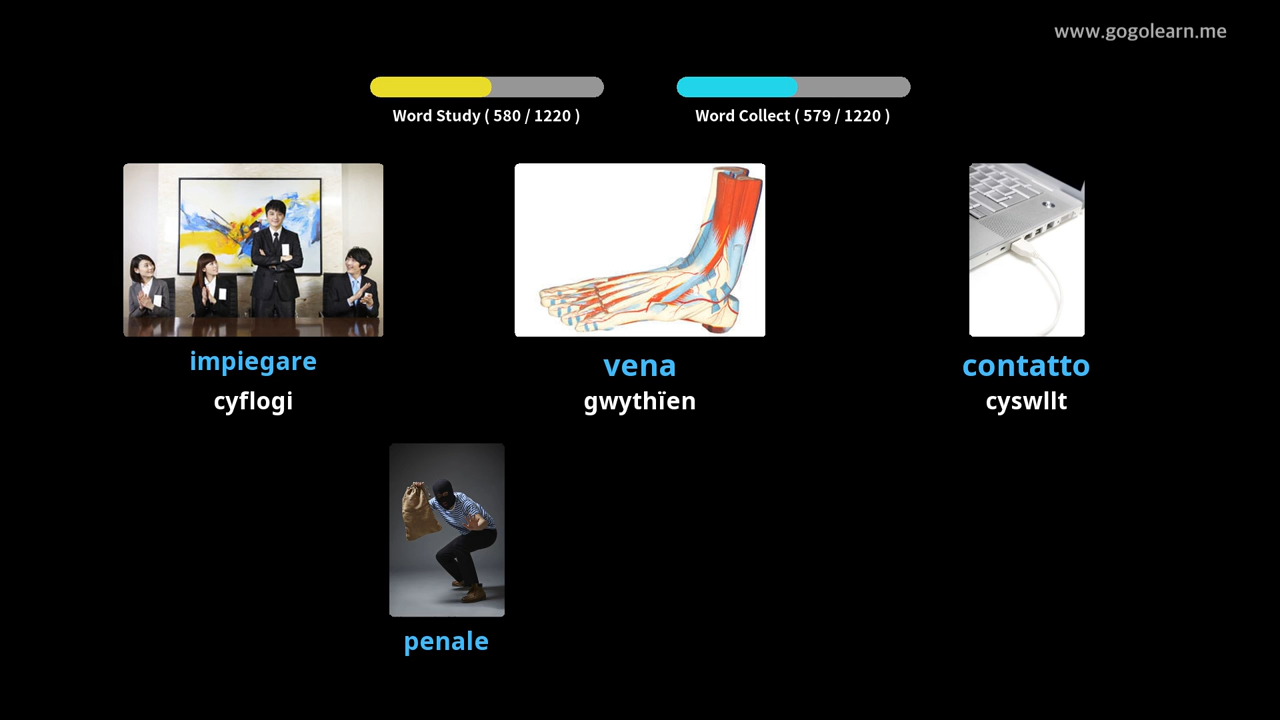 www.gogolearn.me
Word Study ( 580 / 1220 )
Word Collect ( 579 / 1220 )
impiegare
cyflogi
vena
gwythïen
contatto
cyswllt
penale